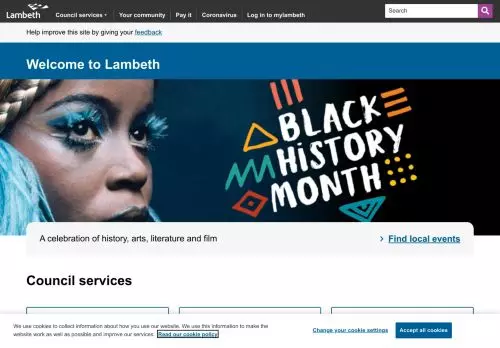 Lambeth
Council services
Your community
Pay it
Coronavirus
Log in to mylambeth
Search
Help improve this site by giving your feedback
Welcome to Lambeth
BLACK
HISTORY
MONTH
A celebration of history, arts, literature and film
Find local events
Council services
We use cookies to collect information about how you use our website. We use this information to make the
website work as well as possible and improve our services. Read our cookie policy
Change your cookie settings
Accept all cookies